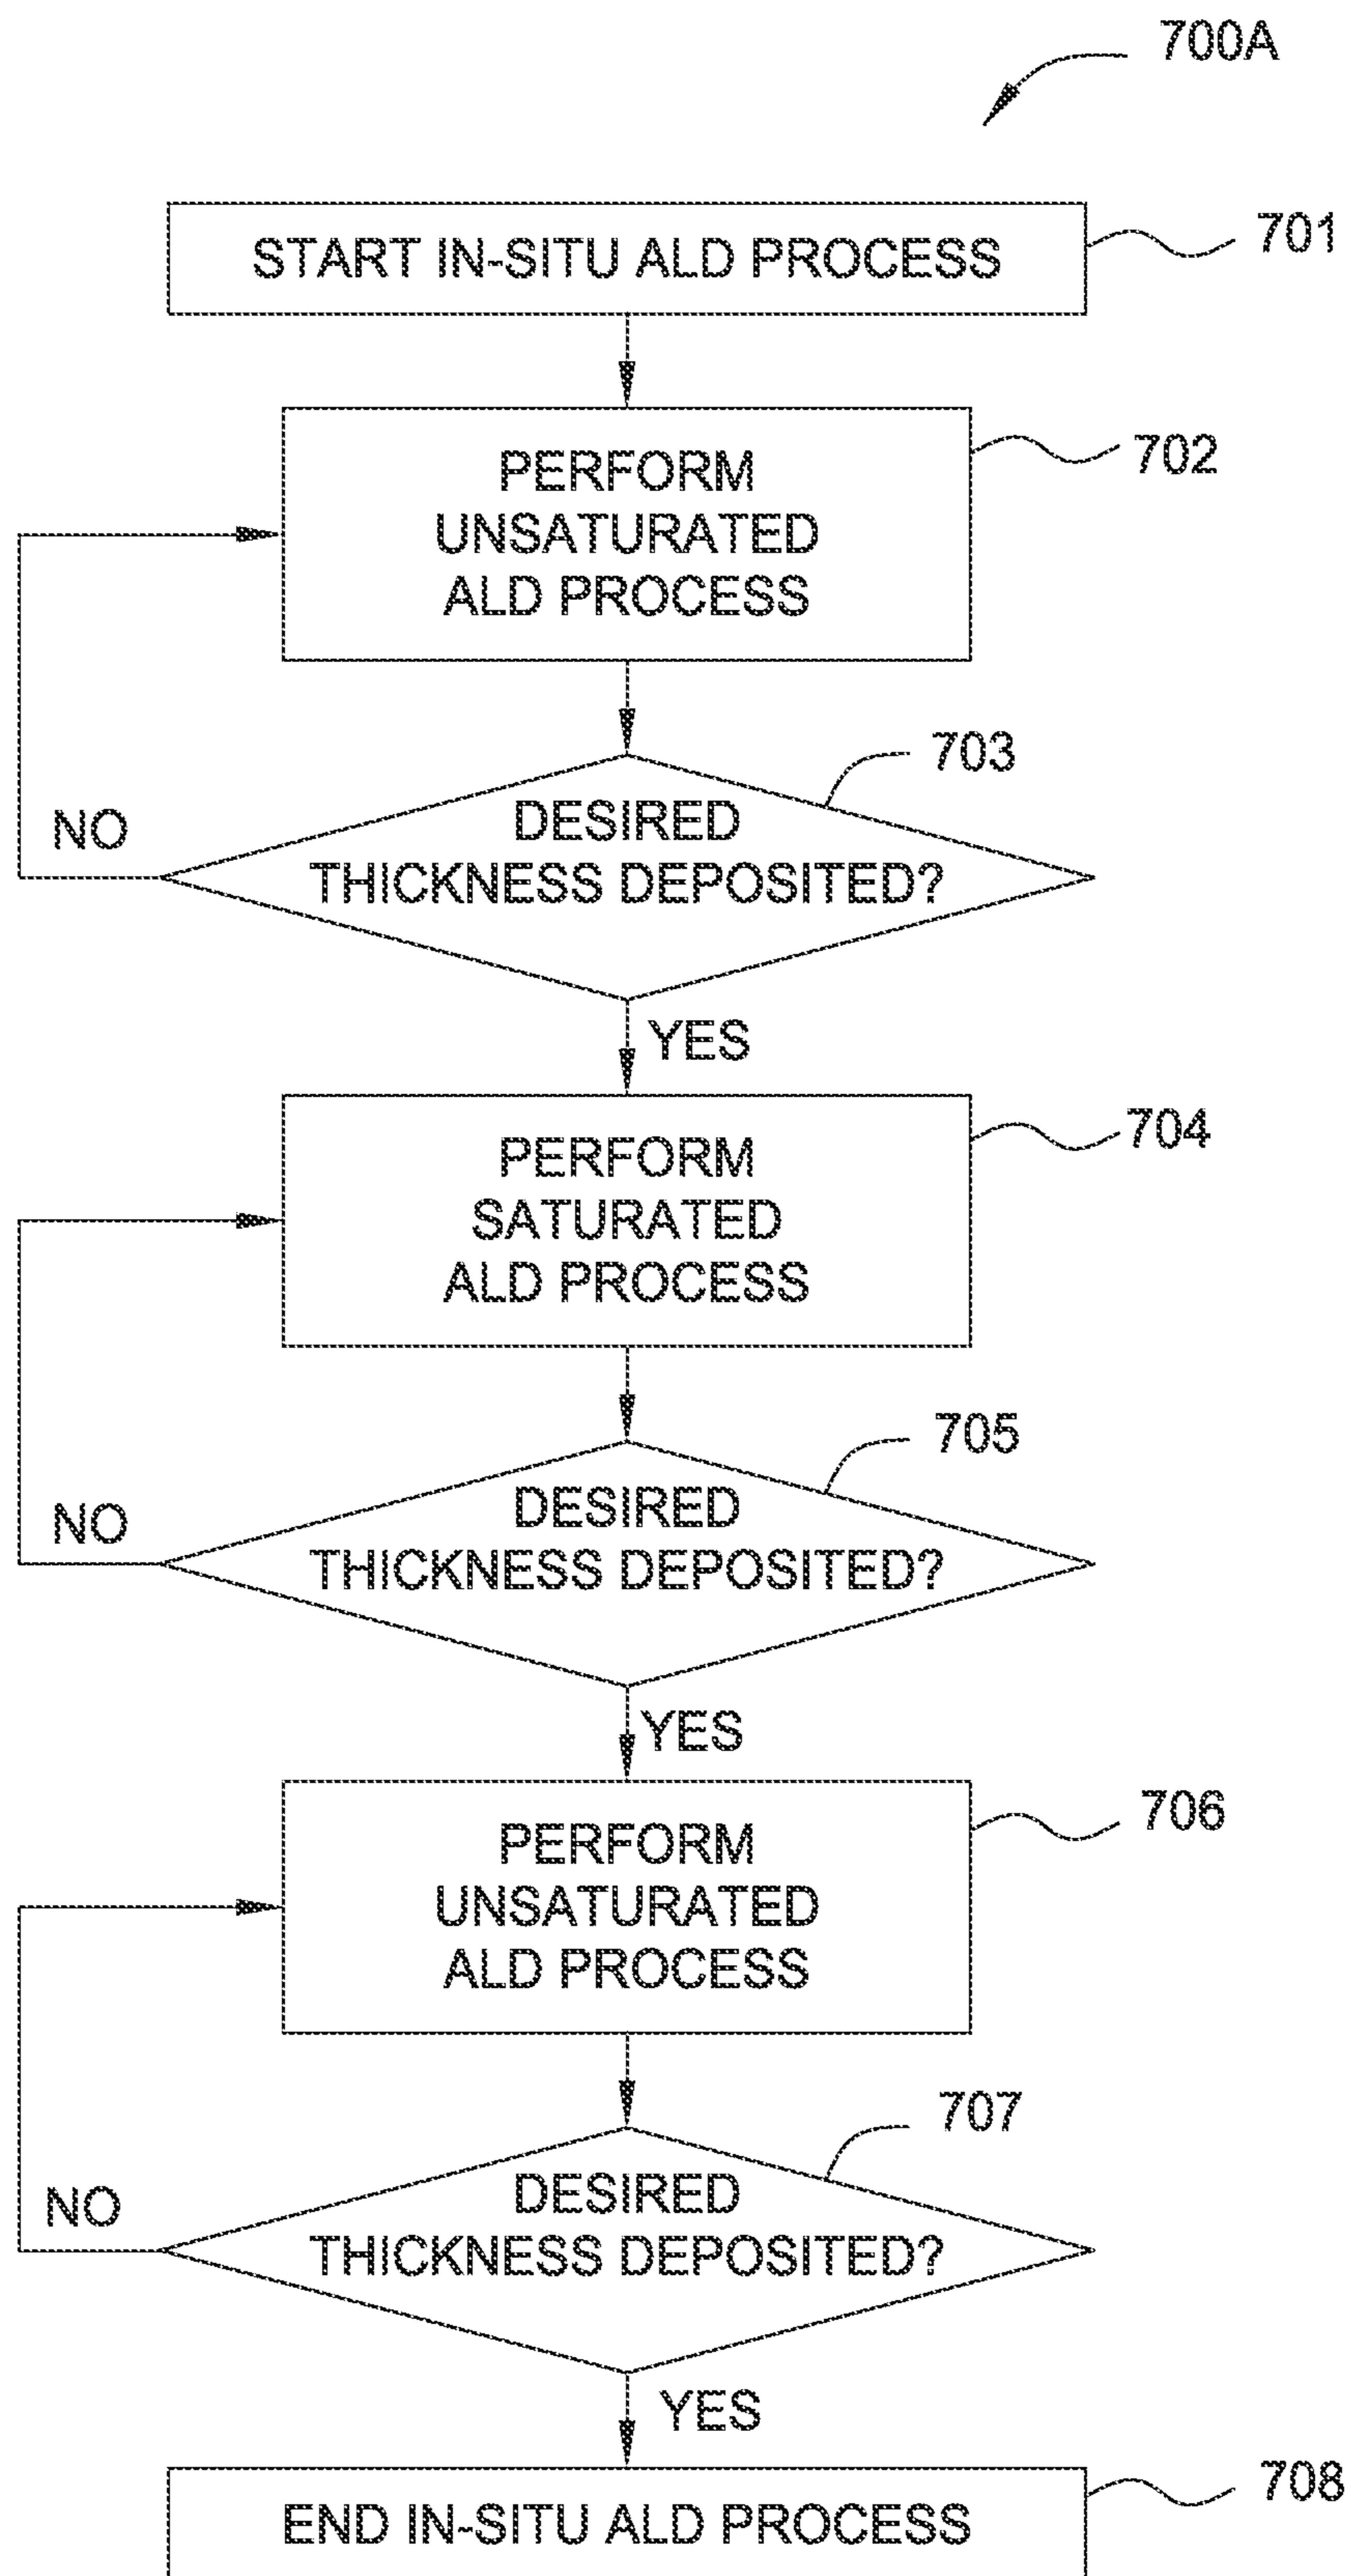 700A
START IN-SITU ALD PROCESS
701
PERFORM
UNSATURATED
ALD PROCESS
702
703
DESIRED
THICKNESS DEPOSITED?
NO
YES
PERFORM
SATURATED
ALD PROCESS
704
705
DESIRED
THICKNESS DEPOSITED?
NO
YES
PERFORM
UNSATURATED
ALD PROCESS
706
707
DESIRED
THICKNESS DEPOSITED?
NO
YES
END IN-SITU ALD PROCESS
708